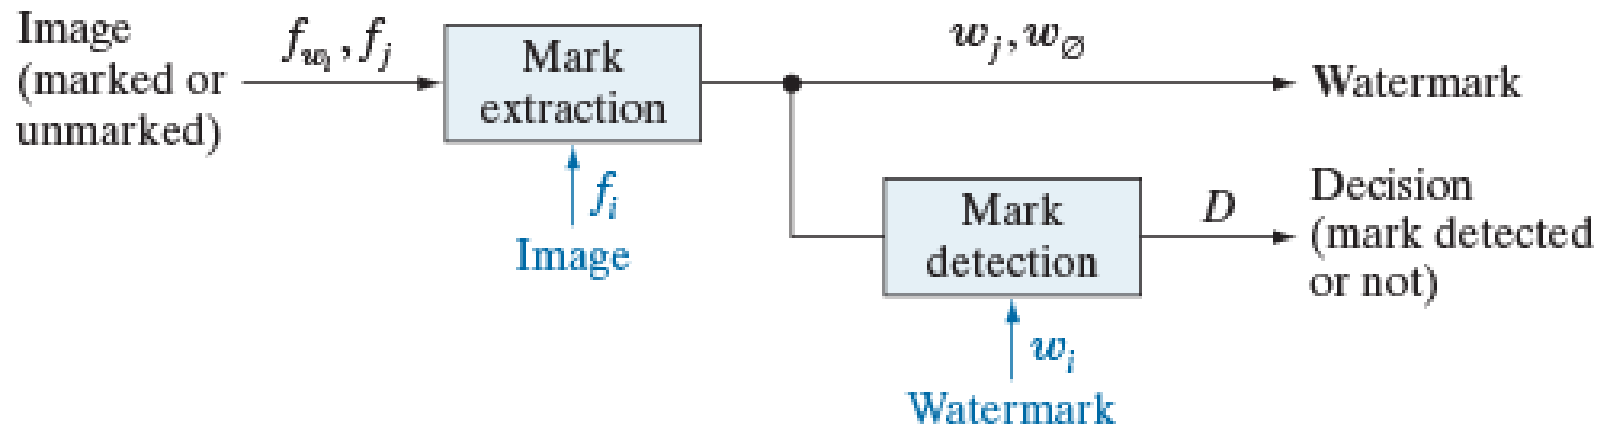 Image
(marked or
unmarked)
f_{w_i}, f_j
Mark
extraction
f_i
Image
w_j, w_∅
Watermark
Mark
detection
w_i
Watermark
D
Decision
(mark detected
or not)